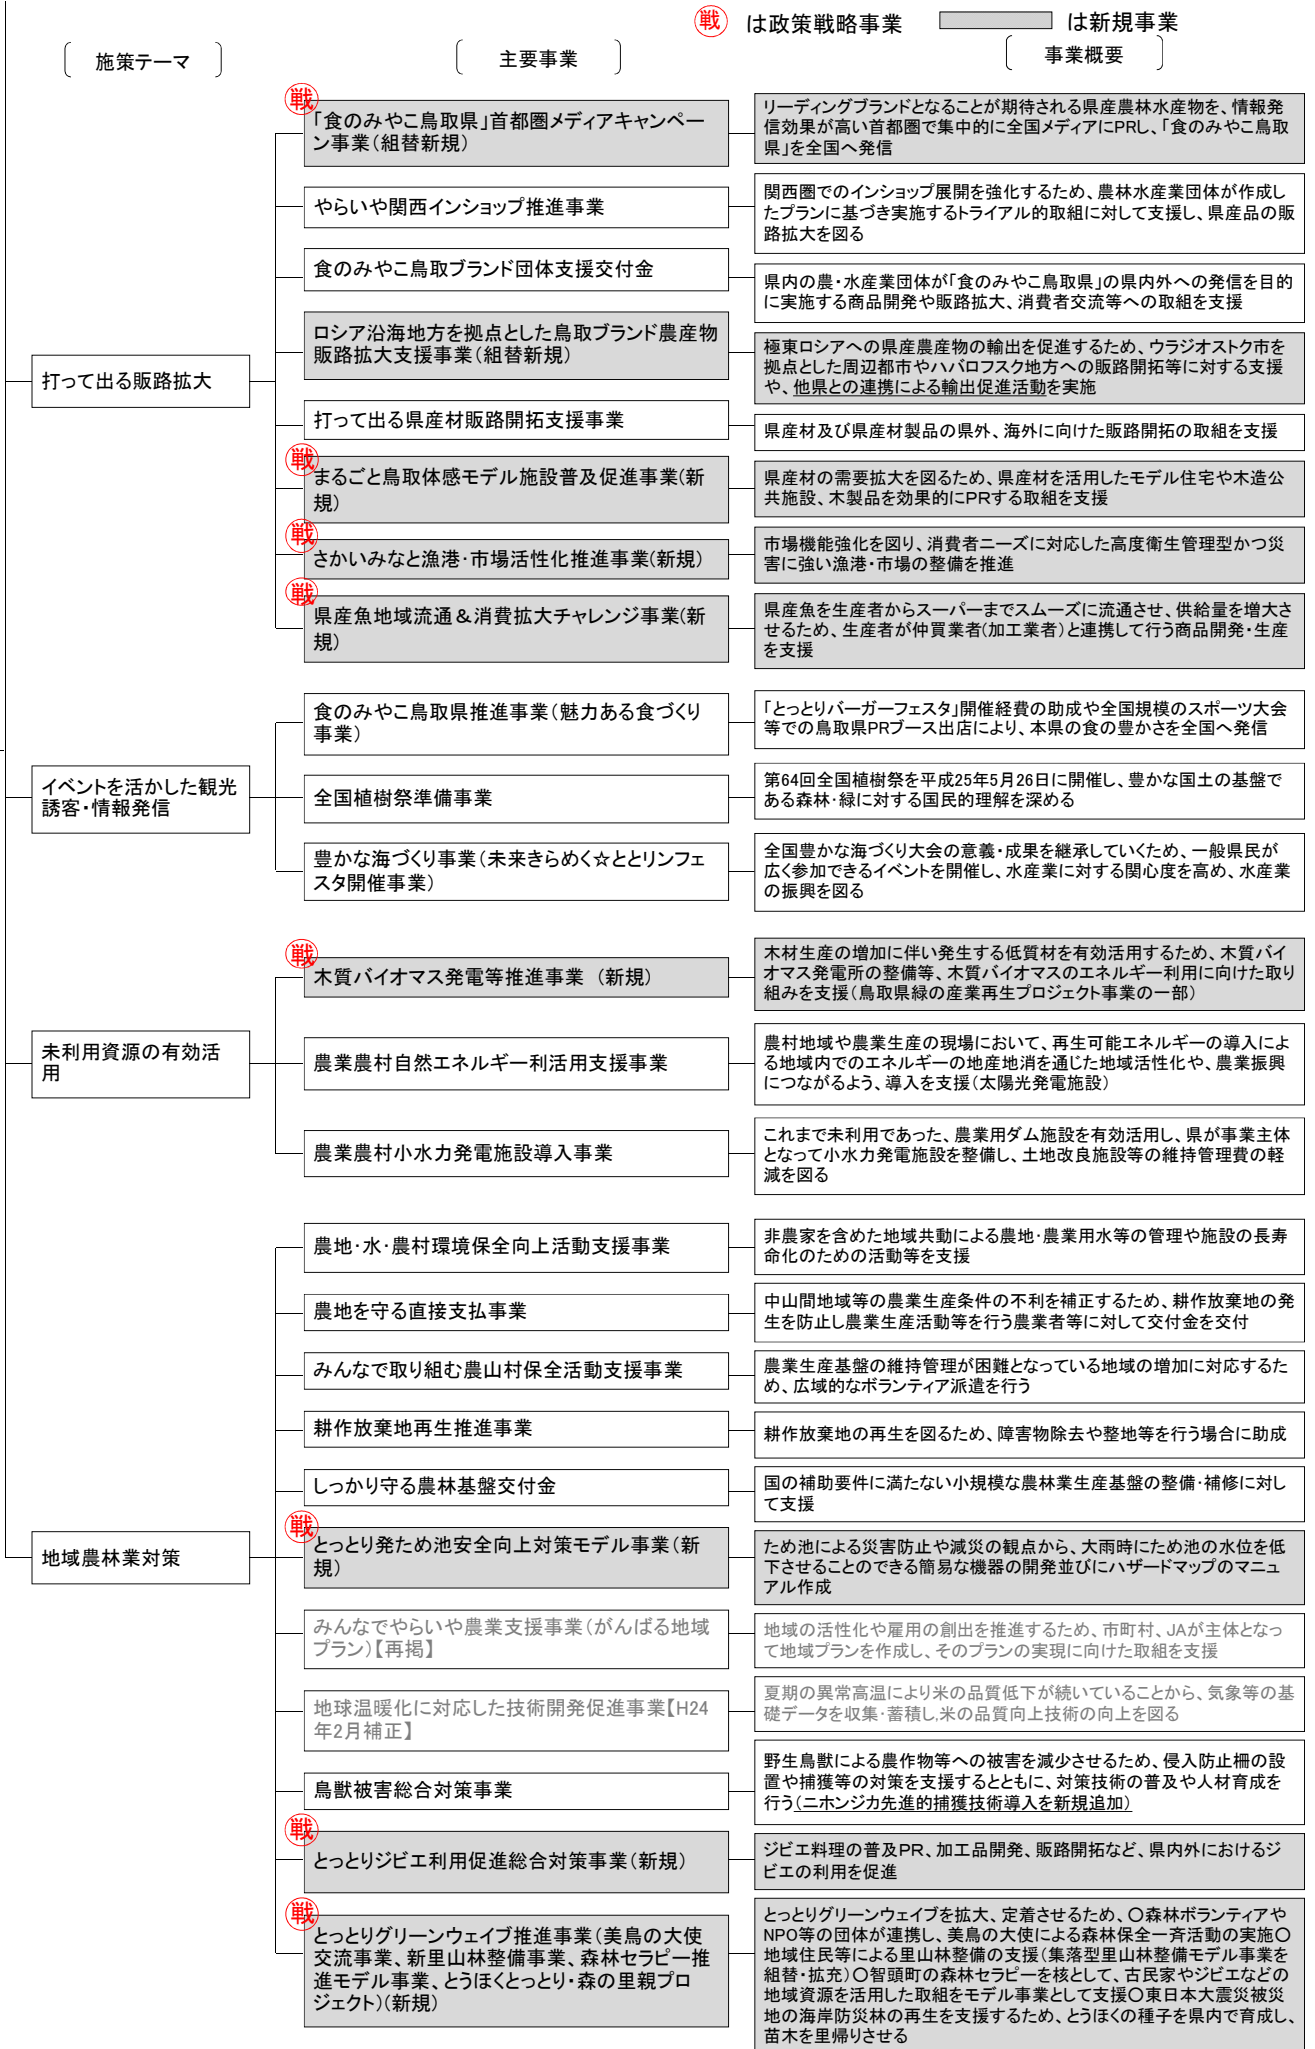 戦 は政策戦略事業 は新規事業
施策テーマ
主要事業
事業概要
打って出る販路拡大
戦
「食のみやこ鳥取県」首都圏メディアキャンペー
ン事業（組替新規）
リーディングブランドとなることが期待される県産農林水産物を、情報発
信効果が高い首都圏で集中的に全国メディアにPRし、「食のみやこ鳥取
県」を全国へ発信
やらいや関西インショップ推進事業
関西圏でのインショップ展開を強化するため、農林水産業団体が作成し
たプランに基づき実施するトライアル的取組に対して支援し、県産品の販
路拡大を図る
食のみやこ鳥取ブランド団体支援交付金
県内の農・水産業団体が「食のみやこ鳥取県」の県内外への発信を目的
に実施する商品開発や販路拡大、消費者交流等への取組を支援
ロシア沿海地方を拠点とした鳥取ブランド農産物
販路拡大支援事業（組替新規）
極東ロシアへの県産農産物の輸出を促進するため、ウラジオストク市を
拠点とした周辺都市やハバロフスク地方への販路開拓等に対する支援
や、他県との連携による輸出促進活動を実施
打って出る県産材販路開拓支援事業
県産材及び県産材製品の県外、海外に向けた販路開拓の取組を支援
戦
まるごと鳥取体感モデル施設普及促進事業(新
規）
県産材の需要拡大を図るため、県産材を活用したモデル住宅や木造公
共施設、木製品を効果的にPRする取組を支援
戦
さかいみなと漁港・市場活性化推進事業(新規）
市場機能強化を図り、消費者ニーズに対応した高度衛生管理型かつ災
害に強い漁港・市場の整備を推進
戦
県産魚地域流通＆消費拡大チャレンジ事業(新
規）
県産魚を生産者からスーパーまでスムーズに流通させ、供給量を増大さ
せるため、生産者が仲買業者(加工業者）と連携して行う商品開発・生産
を支援
イベントを活かした観光
誘客・情報発信
食のみやこ鳥取県推進事業（魅力ある食づくり
事業）
「とっとりバーガーフェスタ」開催経費の助成や全国規模のスポーツ大会
等での鳥取県PRブース出店により、本県の食の豊かさを全国へ発信
全国植樹祭準備事業
第64回全国植樹祭を平成25年5月26日に開催し、豊かな国土の基盤で
ある森林・緑に対する国民的理解を深める
豊かな海づくり事業（未来きらめく☆ととリンフェ
スタ開催事業）
全国豊かな海づくり大会の意義・成果を継承していくため、一般県民が
広く参加できるイベントを開催し、水産業に対する関心度を高め、水産業
の振興を図る
未利用資源の有効活
用
戦
木質バイオマス発電等推進事業 （新規）
木材生産の増加に伴い発生する低質材を有効活用するため、木質バイ
オマス発電所の整備等、木質バイオマスのエネルギー利用に向けた取り
組みを支援（鳥取県緑の産業再生プロジェクト事業の一部）
農業農村自然エネルギー利活用支援事業
農村地域や農業生産の現場において、再生可能エネルギーの導入によ
る地域内でのエネルギーの地産地消を通じた地域活性化や、農業振興
につながるよう、導入を支援（太陽光発電施設）
農業農村小水力発電施設導入事業
これまで未利用であった、農業用ダム施設を有効活用し、県が事業主体
となって小水力発電施設を整備し、土地改良施設等の維持管理費の軽
減を図る
地域農林業対策
農地・水・農村環境保全向上活動支援事業
非農家を含めた地域共動による農地・農業用水等の管理や施設の長寿
命化のための活動等を支援
農地を守る直接支払事業
中山間地域等の農業生産条件の不利を補正するため、耕作放棄地の発
生を防止し農業生産活動等を行う農業者等に対して交付金を交付
みんなで取り組む農山村保全活動支援事業
農業生産基盤の維持管理が困難となっている地域の増加に対応するた
め、広域的なボランティア派遣を行う
耕作放棄地再生推進事業
耕作放棄地の再生を図るため、障害物除去や整地等を行う場合に助成
しっかり守る農林基盤交付金
国の補助要件に満たない小規模な農林業生産基盤の整備・補修に対し
て支援
戦
とっとり発ため池安全向上対策モデル事業（新
規）
ため池による災害防止や減災の観点から、大雨時にため池の水位を低
下させることのできる簡易な機器の開発並びにハザードマップのマニュ
アル作成
みんなでやらいや農業支援事業（がんばる地域
プラン）【再掲】
地域の活性化や雇用の創出を推進するため、市町村、JAが主体となっ
て地域プランを作成し、そのプランの実現に向けた取組を支援
地球温暖化に対応した技術開発促進事業【H24
年2月補正】
夏期の異常高温により米の品質低下が続いていることから、気象等の基
礎データを収集・蓄積し,米の品質向上技術の向上を図る
鳥獣被害総合対策事業
野生鳥獣による農作物等への被害を減少させるため、侵入防止柵の設
置や捕獲等の対策を支援するとともに、対策技術の普及や人材育成を
行う（ニホンジカ先進的捕獲技術導入を新規追加）
戦
とっとりジビエ利用促進総合対策事業（新規）
ジビエ料理の普及PR、加工品開発、販路開拓など、県内外におけるジ
ビエの利用を促進
戦
とっとりグリーンウェイブ推進事業（美鳥の大使
交流事業、新里山林整備事業、森林セラピー推
進モデル事業、とうほくとっとり・森の里親プロ
ジェクト)（新規）
とっとりグリーンウェイブを拡大、定着させるため、○森林ボランティアや
NPO等の団体が連携し、美鳥の大使による森林保全一斉活動の実施○
地域住民等による里山林整備の支援（集落型里山林整備モデル事業を
組替・拡充）○智頭町の森林セラピーを核として、古民家やジビエなどの
地域資源を活用した取組をモデル事業として支援○東日本大震災被災
地の海岸防災林の再生を支援するため、とうほくの種子を県内で育成し、
苗木を里帰りさせる